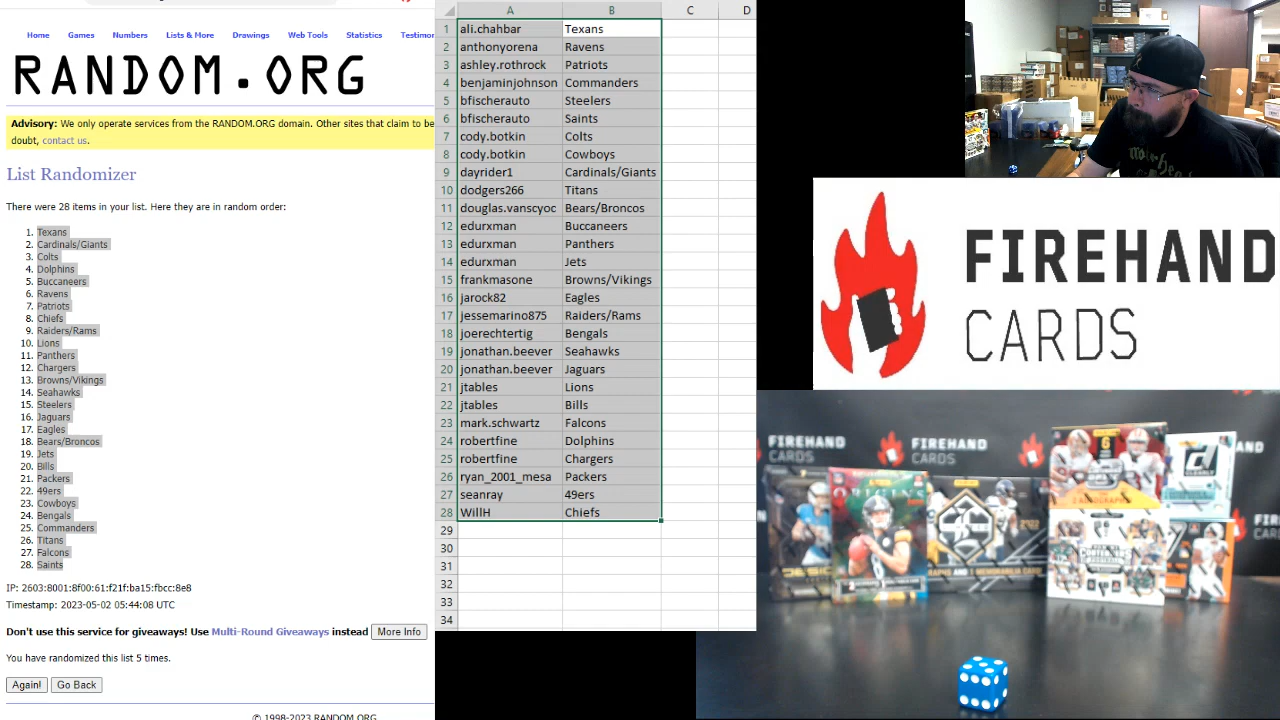 Home Games Numbers Lists & More Drawings Web Tools Statistics Testimor
RANDOM.ORG
Advisory: We only operate services from the RANDOM.ORG domain. Other sites that claim to be
doubt, contact us.
List Randomizer
There were 28 items in your list. Here they are in random order:
1. Texans
2. Cardinals/Giants
3. Colts
4. Dolphins
5. Buccaneers
6. Ravens
7. Patriots
8. Chiefs
9. Raiders/Rams
10. Lions
11. Panthers
12. Chargers
13. Browns/Vikings
14. Seahawks
15. Steelers
16. Jaguars
17. Eagles
18. Bears/Broncos
19. Jets
20. Bills
21. Packers
22. 49ers
23. Cowboys
24. Bengals
25. Commanders
26. Titans
27. Falcons
28. Saints
IP: 2603:8001:8f00:61:f21f:ba15:fbcc:8e8
Timestamp: 2023-05-02 05:44:08 UTC
Don't use this service for giveaways! Use Multi-Round Giveaways instead More Info
You have randomized this list 5 times.
Again! Go Back
© 1998-2023 RANDOM.ORG
A B C D
1 ali.chahbar Texans
2 anthonyorena Ravens
3 ashley.rothrock Patriots
4 benjaminjohnson Commanders
5 bfischerauto Steelers
6 bfischerauto Saints
7 cody.botkin Colts
8 cody.botkin Cowboys
9 dayrider1 Cardinals/Giants
10 dodgers266 Titans
11 douglas.vanscyoc Bears/Broncos
12 edurxman Buccaneers
13 edurxman Panthers
14 edurxman Jets
15 frankmasone Browns/Vikings
16 jarock82 Eagles
17 jessemarino875 Raiders/Rams
18 joerechtertig Bengals
19 jonathan.beever Seahawks
20 jonathan.beever Jaguars
21 jtables Lions
22 jtables Bills
23 mark.schwartz Falcons
24 robertfine Dolphins
25 robertfine Chargers
26 ryan_2001_mesa Packers
27 seanray 49ers
28 WillH Chiefs
29
30
31
32
33
34
FIREHAND
CARDS
FIREHAND
CARDS
FIREHAND
CARDS
ORIGINS
LIMITED
CONTENDERS
CLEARLY